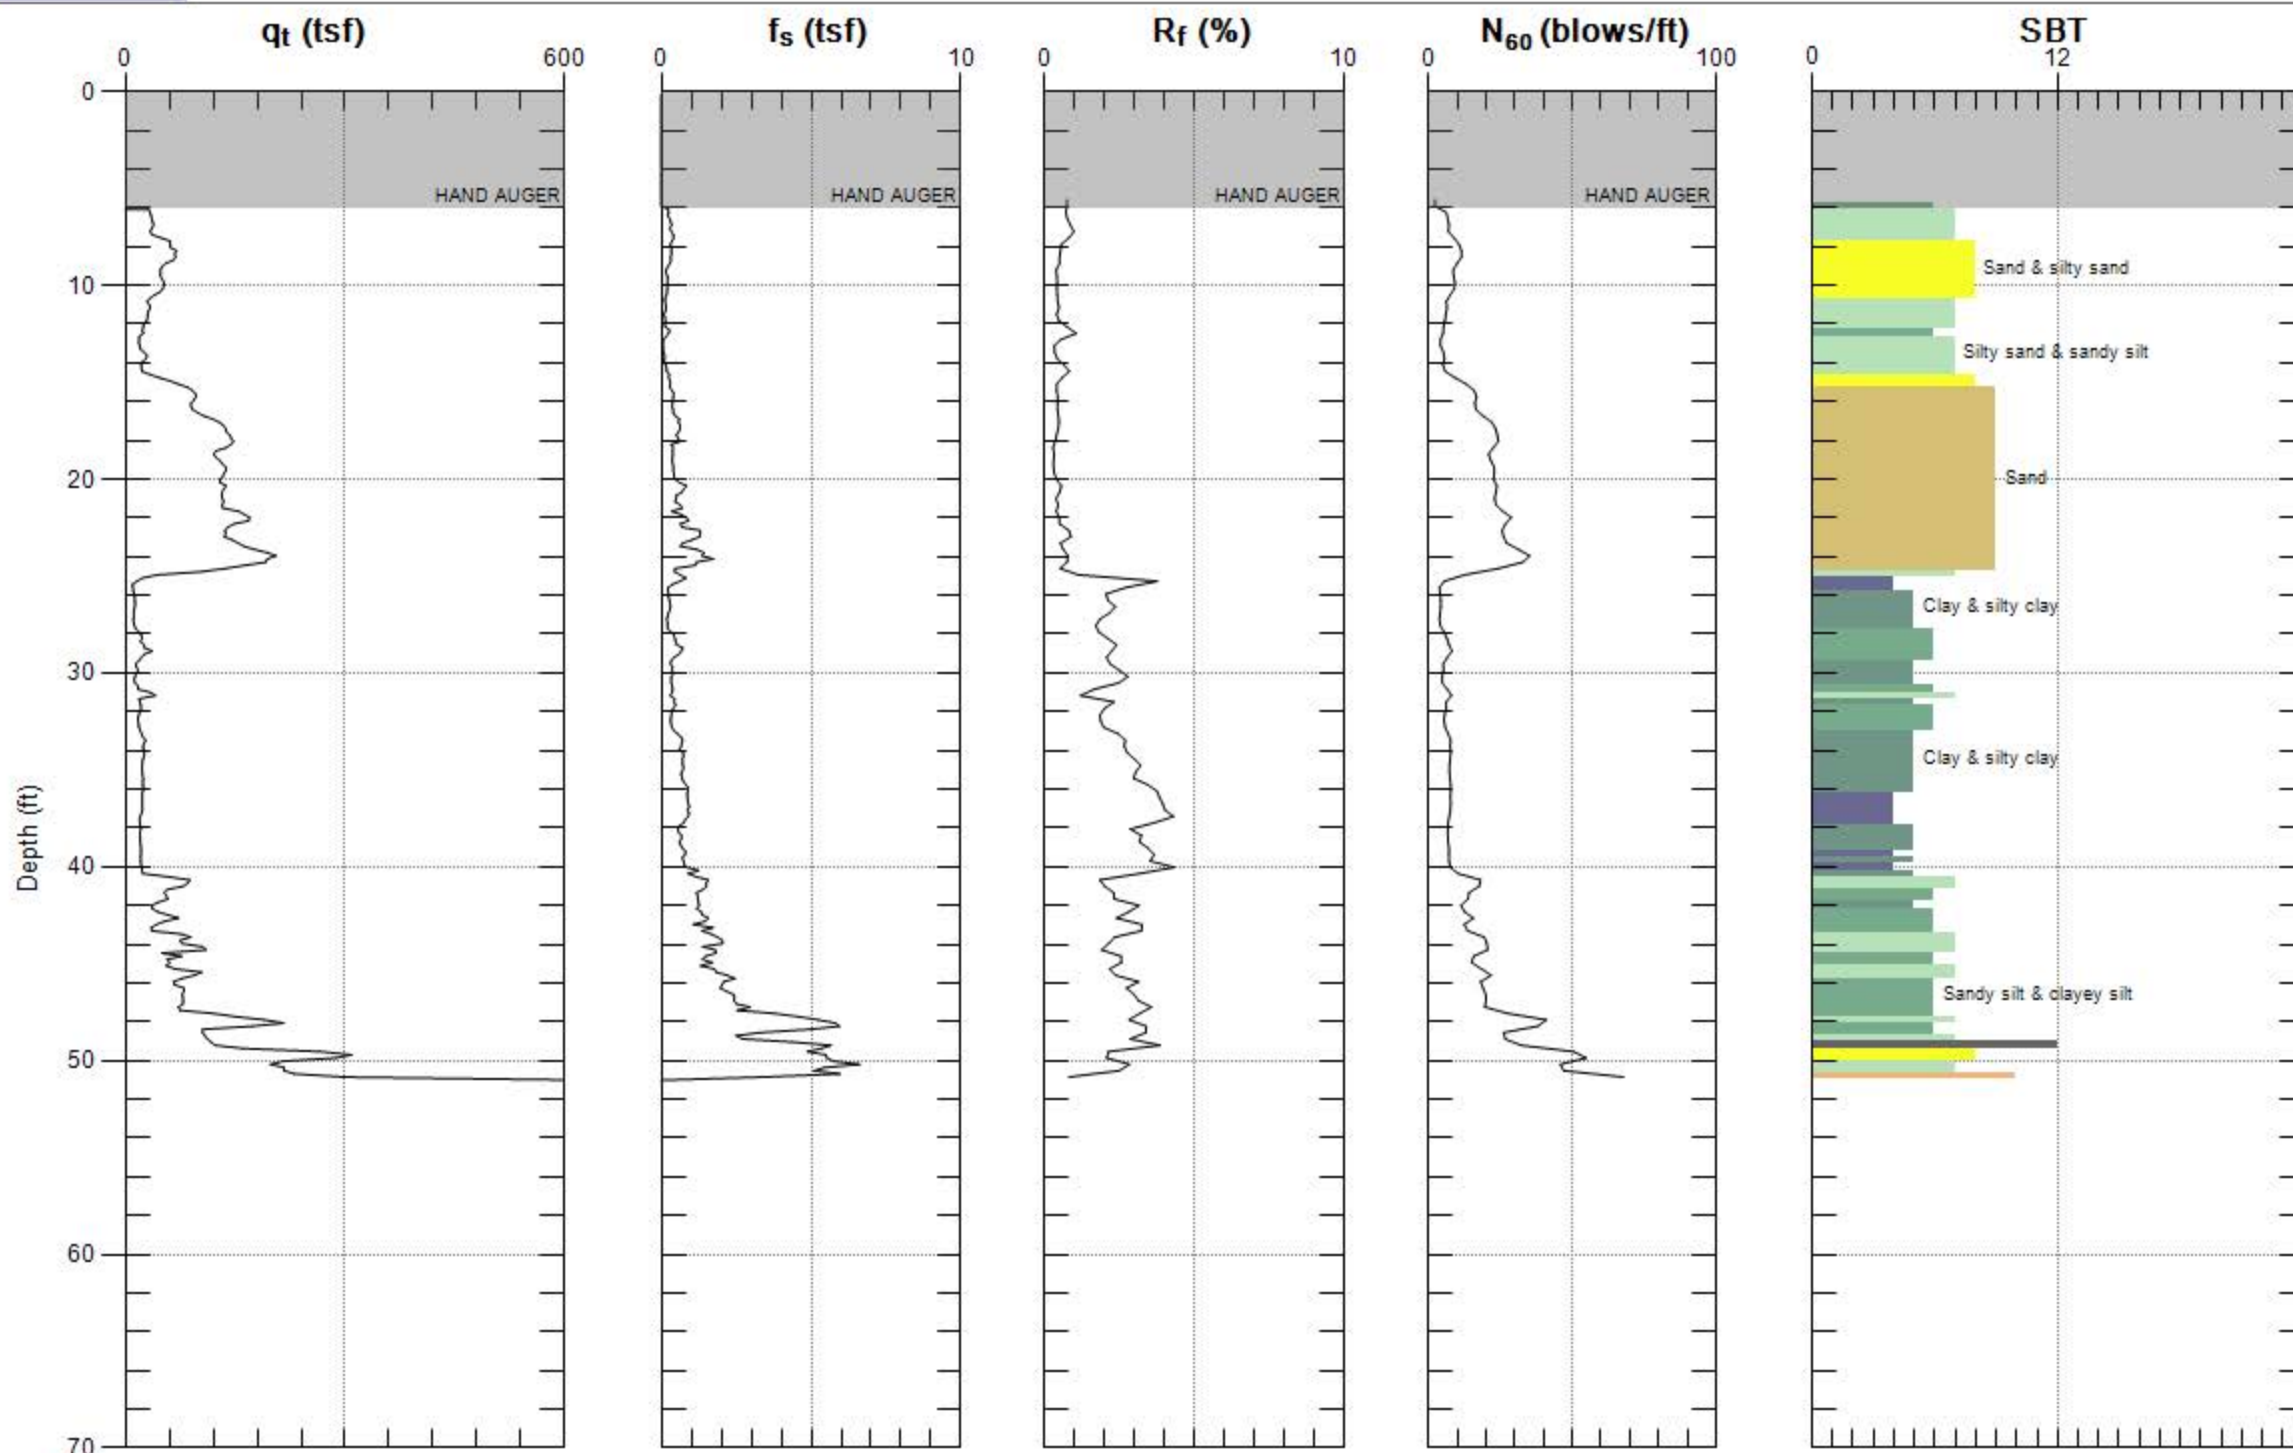 qt (tsf) fs (tsf) Rf (%) N60 (blows/ft) SBT
0 600 0 10 0 10 0 100 0 12
0
HAND AUGER HAND AUGER HAND AUGER HAND AUGER
Sand & silty sand
10
Silty sand & sandy silt
20
Sand
Clay & silty clay
30
Clay & silty clay
Depth (ft)
40
Sandy silt & clayey silt
50
60
70